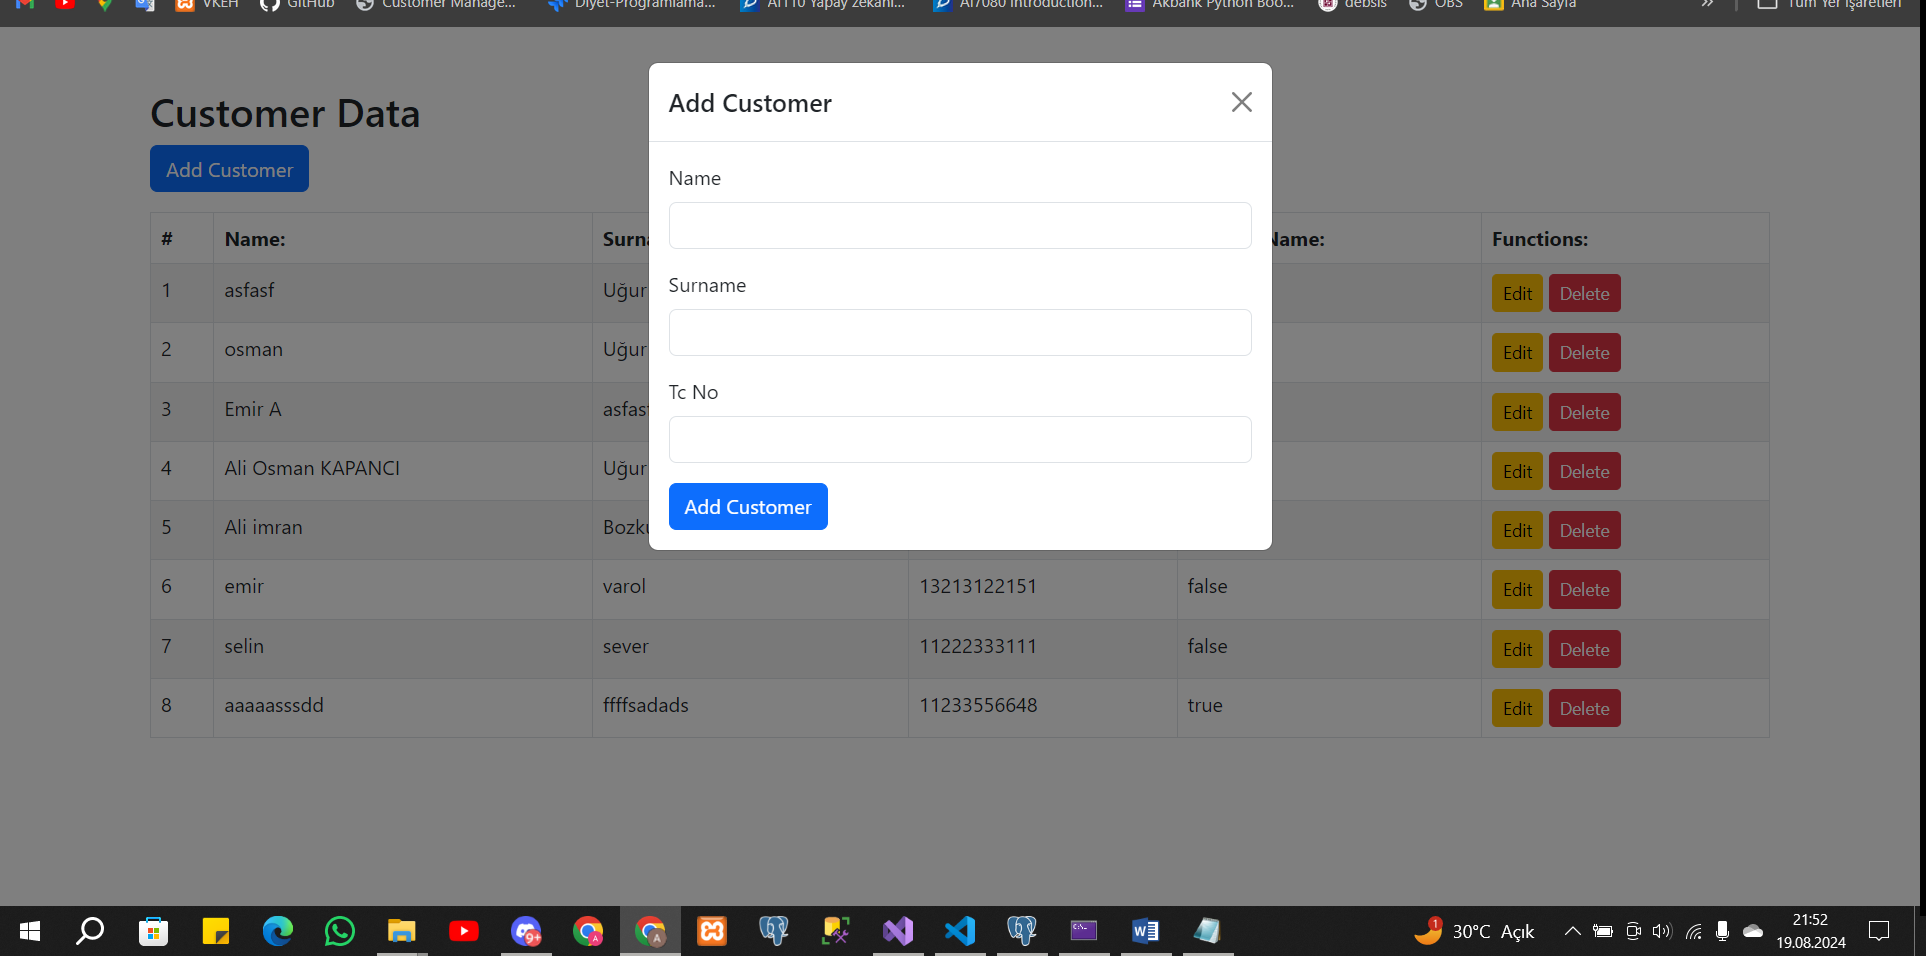 VKEH GitHub Customer Manage... Diyet-Programlama... AI110 Yapay Zekanı... AI7080 Introduction... Akbank Python Boo... debsis OBS Ana Sayfa » Tüm Yer İşaretleri
Customer Data
Add Customer
# Name: Name: Functions:
1 asfasf Uğur Edit Delete
2 osman Uğur Edit Delete
3 Emir A Edit Delete
4 Ali Osman KAPANCI Uğur Edit Delete
5 Ali imran Edit Delete
6 emir varol 13213122151 false Edit Delete
7 selin sever 11222333111 false Edit Delete
8 aaaaasssdd ffffsadads 11233556648 true Edit Delete
Add Customer
Name
Surname
Tc No
Add Customer
9+
1
30°C Açık
21:52
19.08.2024